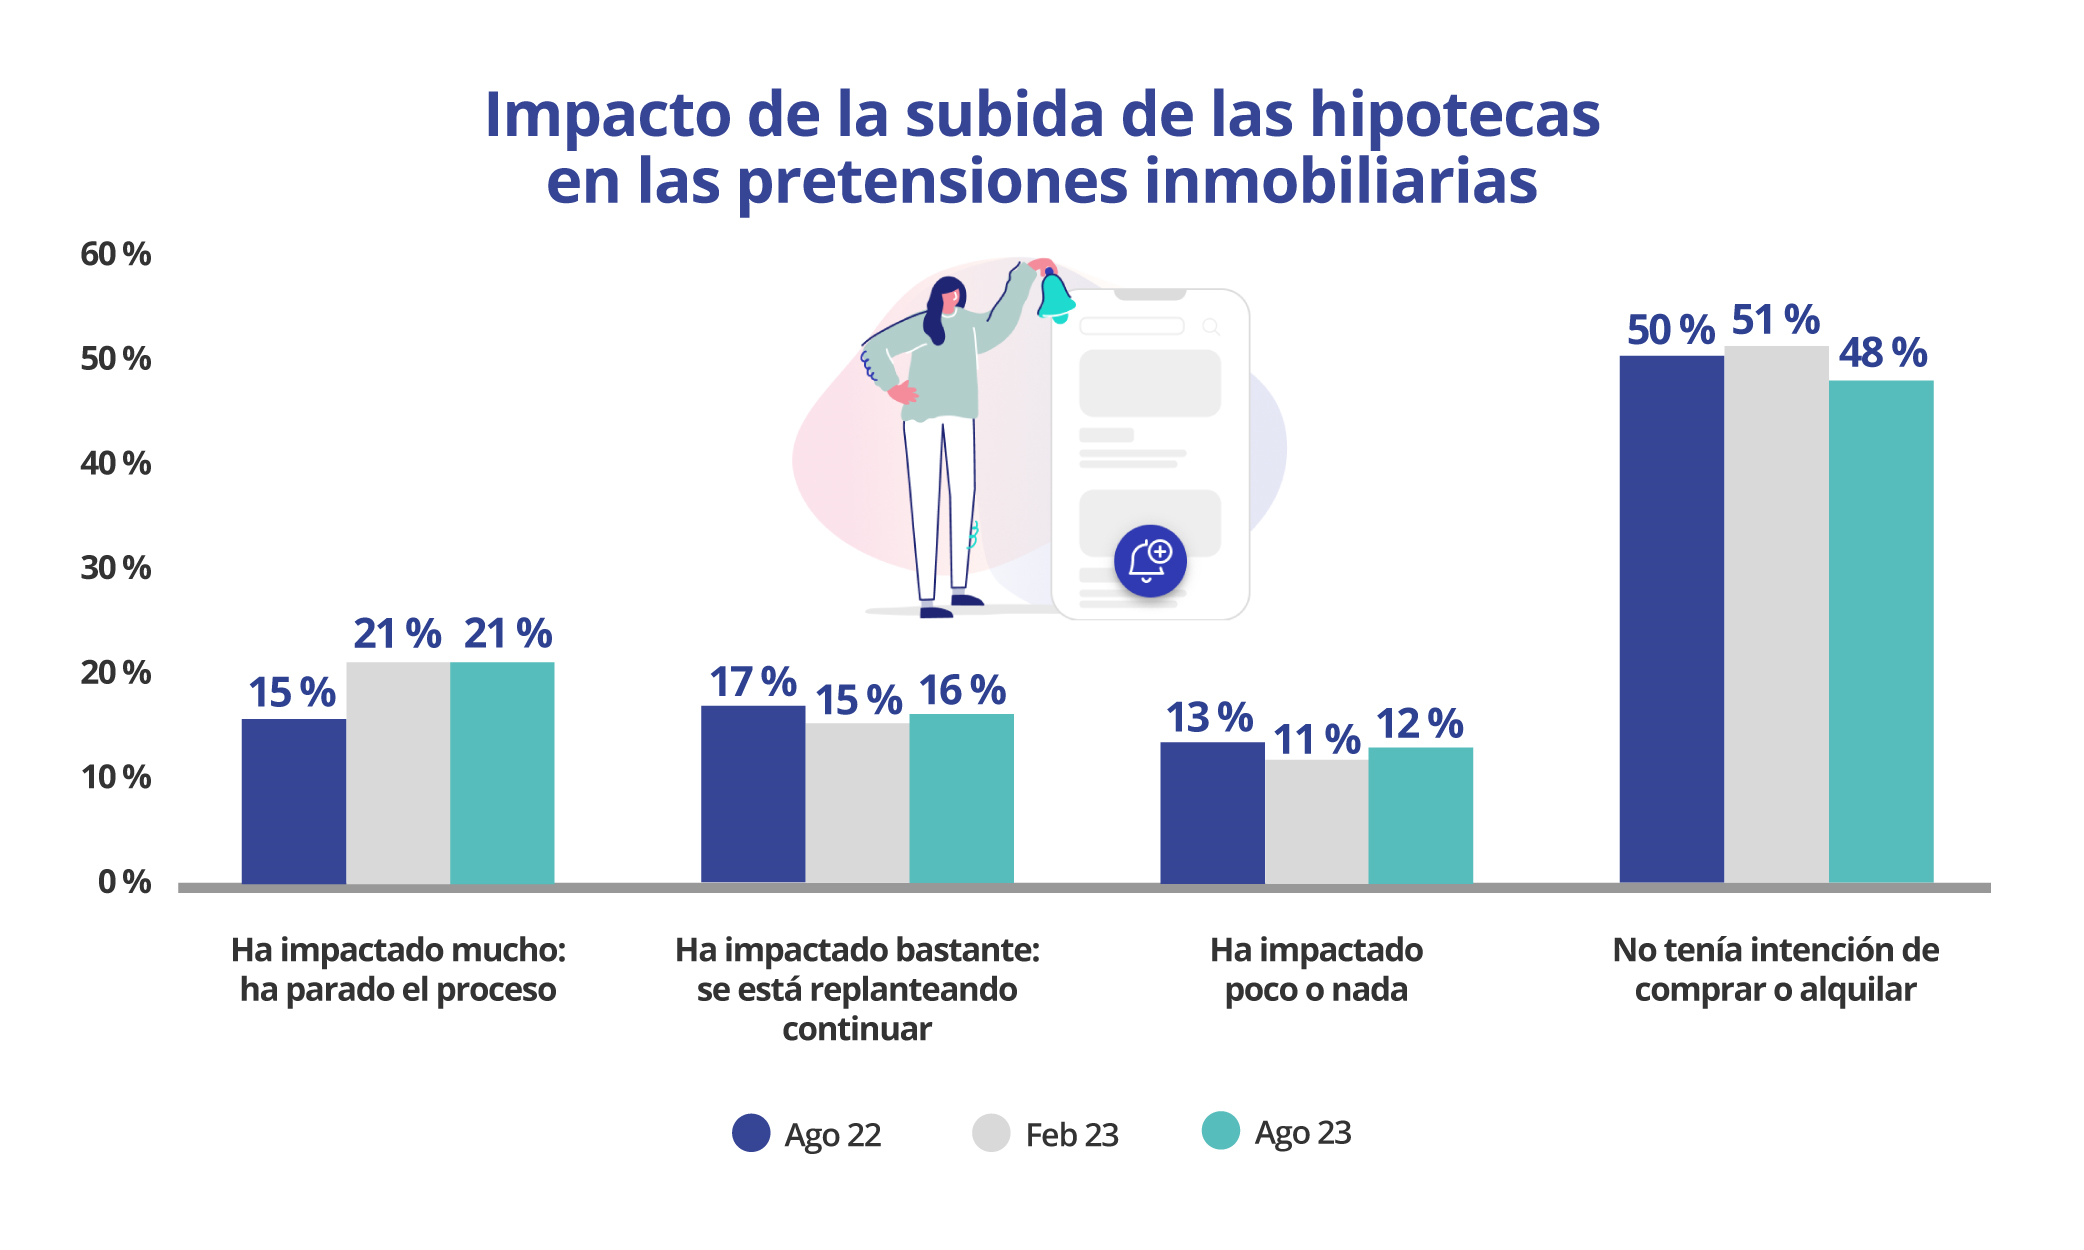 Impacto de la subida de las hipotecas
en las pretensiones inmobiliarias
60 %
50 %
40 %
30 %
20 %
10 %
0 %
15 %
21 %
21 %
17 %
15 %
16 %
13 %
11 %
12 %
50 %
51 %
48 %
Ha impactado mucho:
ha parado el proceso
Ha impactado bastante:
se está replanteando
continuar
Ha impactado
poco o nada
No tenía intención de
comprar o alquilar
Ago 22
Feb 23
Ago 23